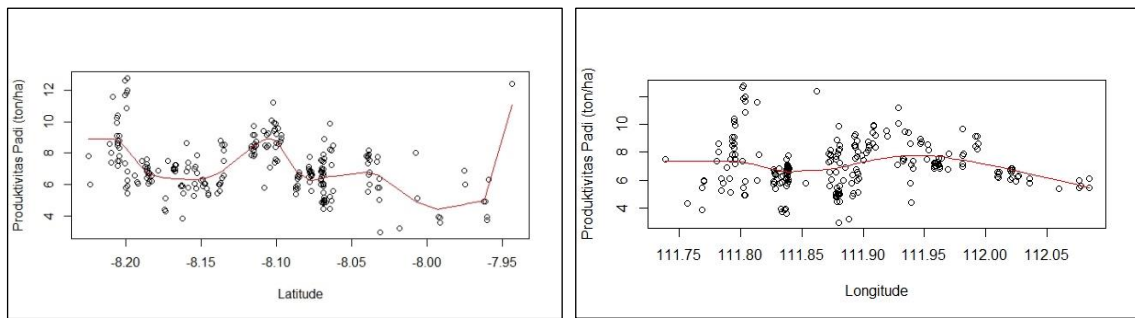 Produktivitas Padi (ton/ha)
12
10
8
6
4
-8.20 -8.15 -8.10 -8.05 -8.00 -7.95
Latitude
Produktivitas Padi (ton/ha)
10
8
6
4
111.75 111.80 111.85 111.90 111.95 112.00 112.05
Longitude